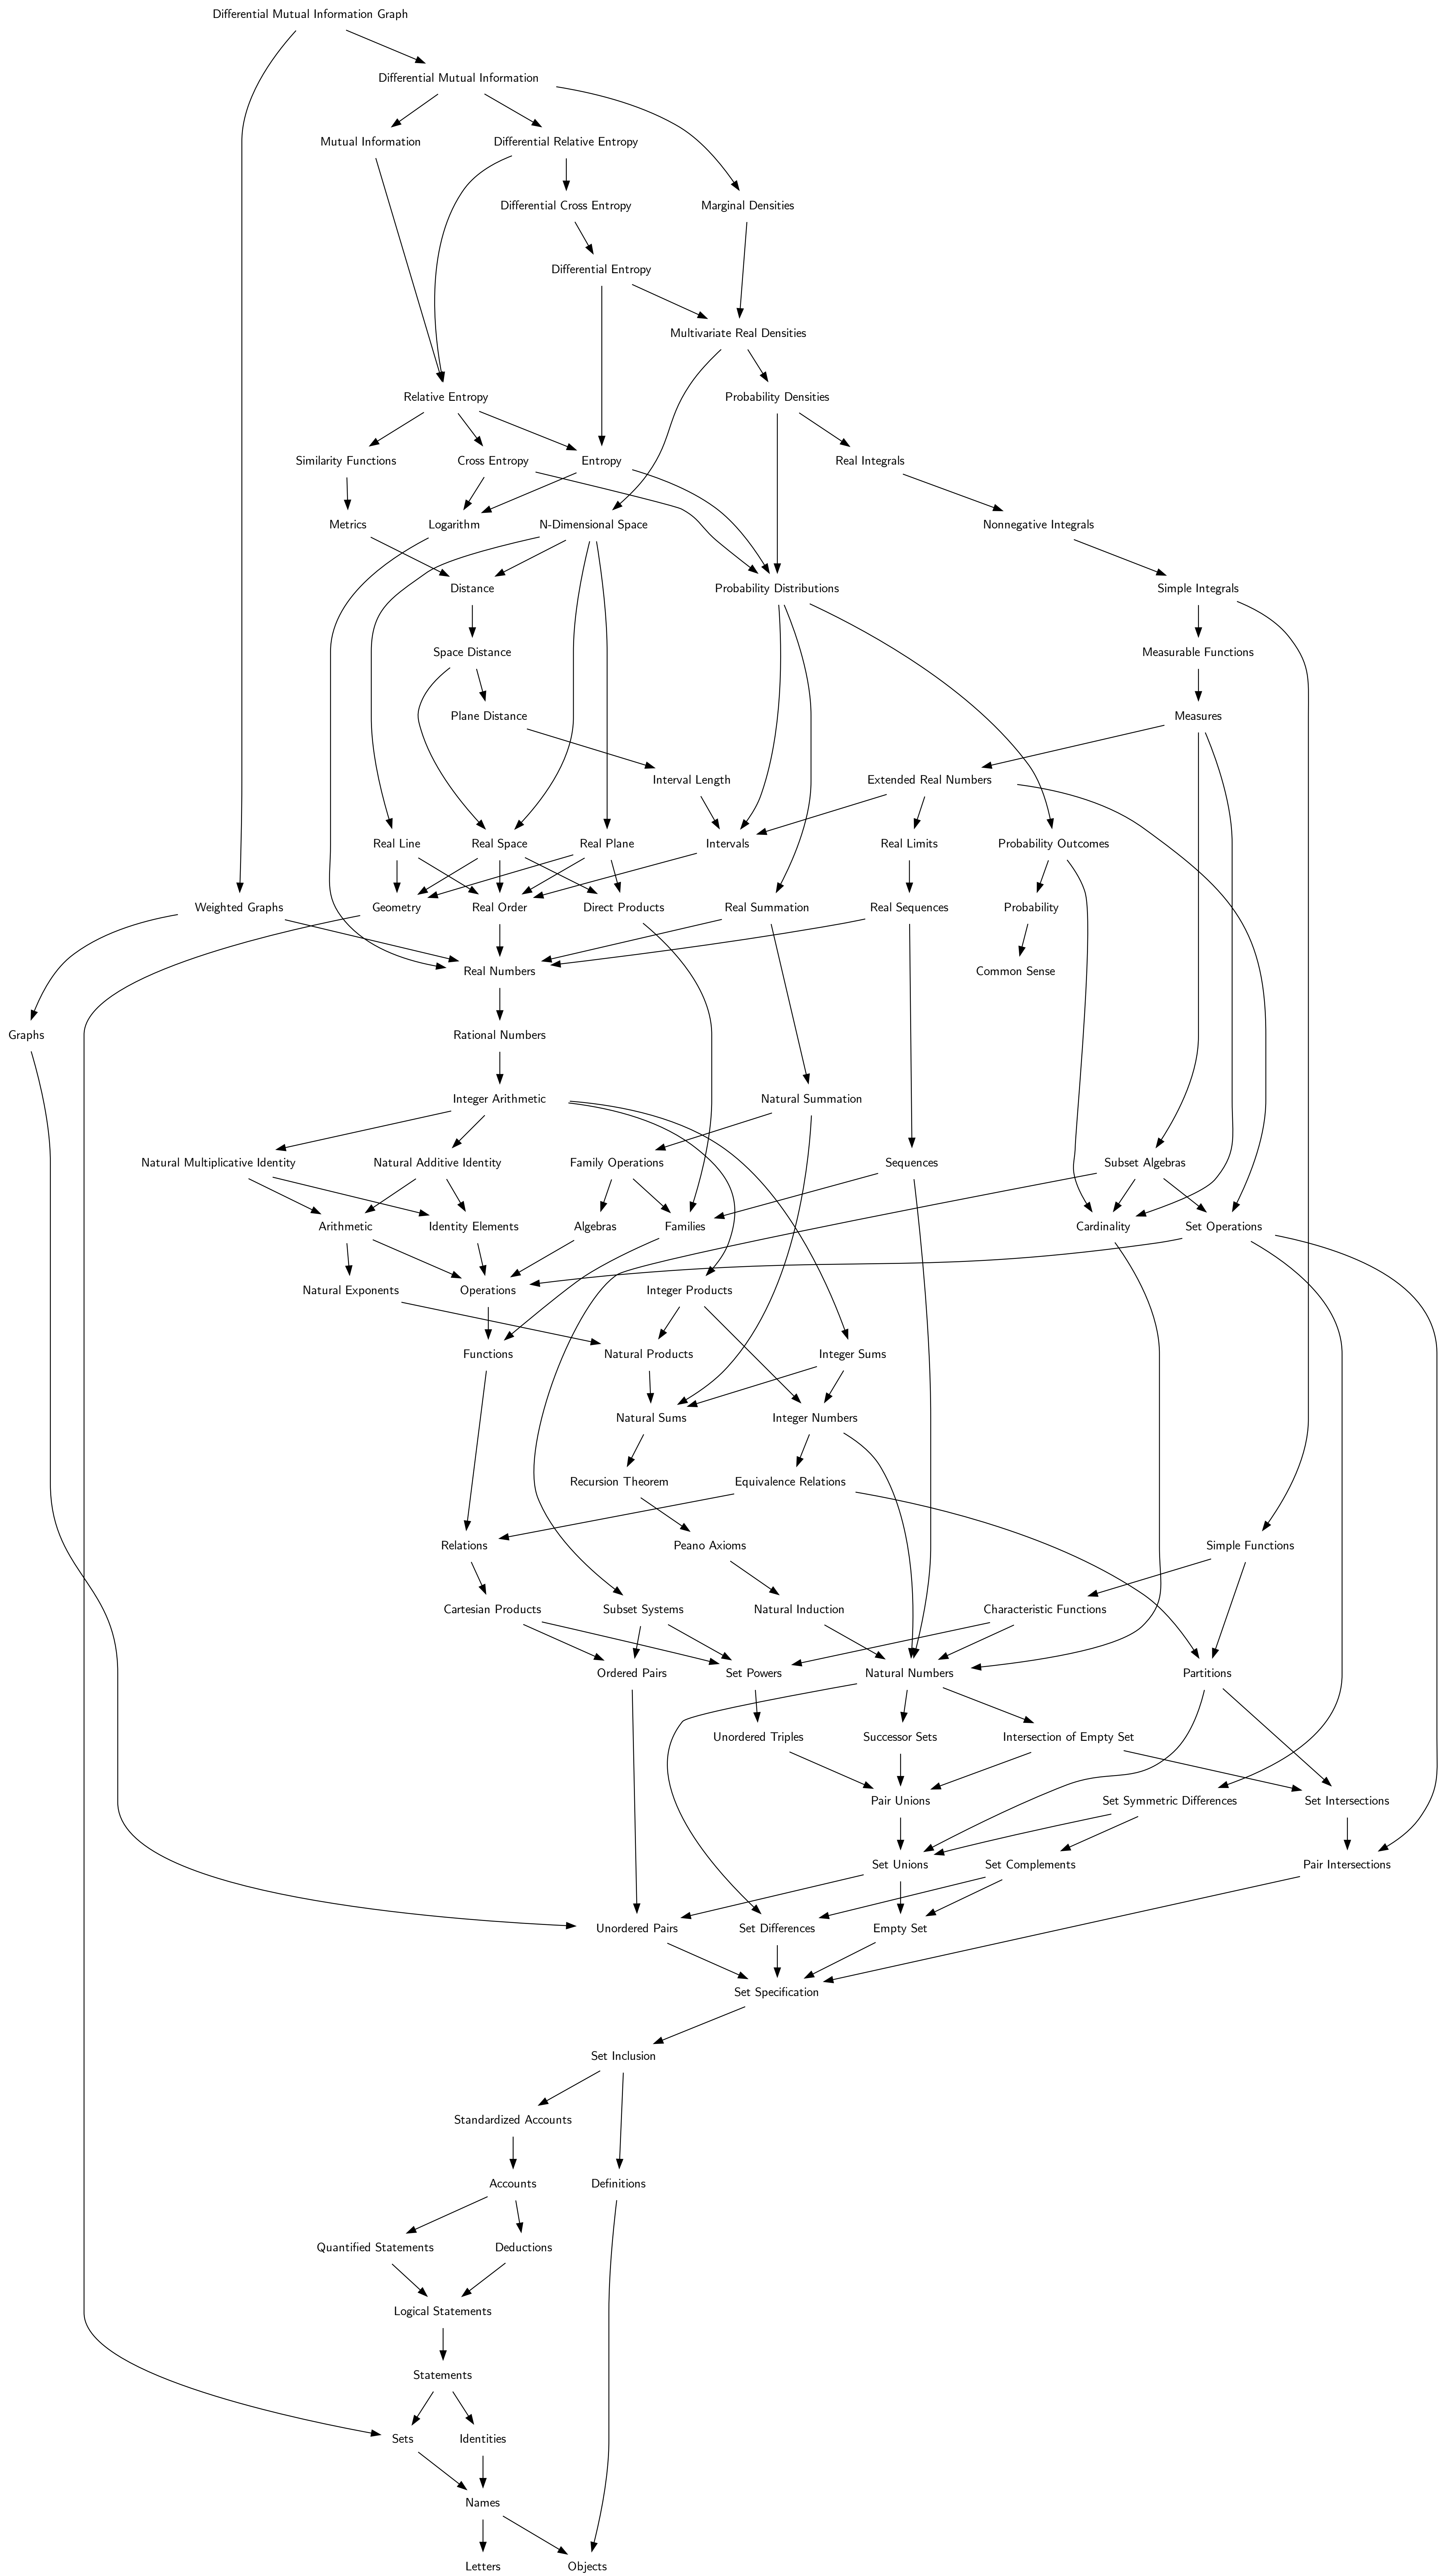 Differential Mutual Information Graph
Differential Mutual Information
Mutual Information
Differential Relative Entropy
Differential Cross Entropy
Marginal Densities
Differential Entropy
Multivariate Real Densities
Relative Entropy
Probability Densities
Similarity Functions
Cross Entropy
Entropy
Real Integrals
Metrics
Logarithm
N-Dimensional Space
Nonnegative Integrals
Distance
Probability Distributions
Simple Integrals
Space Distance
Measurable Functions
Plane Distance
Measures
Interval Length
Extended Real Numbers
Real Line
Real Space
Real Plane
Intervals
Real Limits
Probability Outcomes
Weighted Graphs
Geometry
Real Order
Direct Products
Real Summation
Real Sequences
Probability
Real Numbers
Common Sense
Graphs
Rational Numbers
Integer Arithmetic
Natural Summation
Natural Multiplicative Identity
Natural Additive Identity
Family Operations
Sequences
Subset Algebras
Arithmetic
Identity Elements
Algebras
Families
Cardinality
Set Operations
Natural Exponents
Operations
Integer Products
Functions
Natural Products
Integer Sums
Natural Sums
Integer Numbers
Recursion Theorem
Equivalence Relations
Relations
Peano Axioms
Simple Functions
Cartesian Products
Subset Systems
Natural Induction
Characteristic Functions
Ordered Pairs
Set Powers
Natural Numbers
Partitions
Unordered Triples
Successor Sets
Intersection of Empty Set
Pair Unions
Set Symmetric Differences
Set Intersections
Set Unions
Set Complements
Pair Intersections
Unordered Pairs
Set Differences
Empty Set
Set Specification
Set Inclusion
Standardized Accounts
Accounts
Definitions
Quantified Statements
Deductions
Logical Statements
Statements
Sets
Identities
Names
Letters
Objects